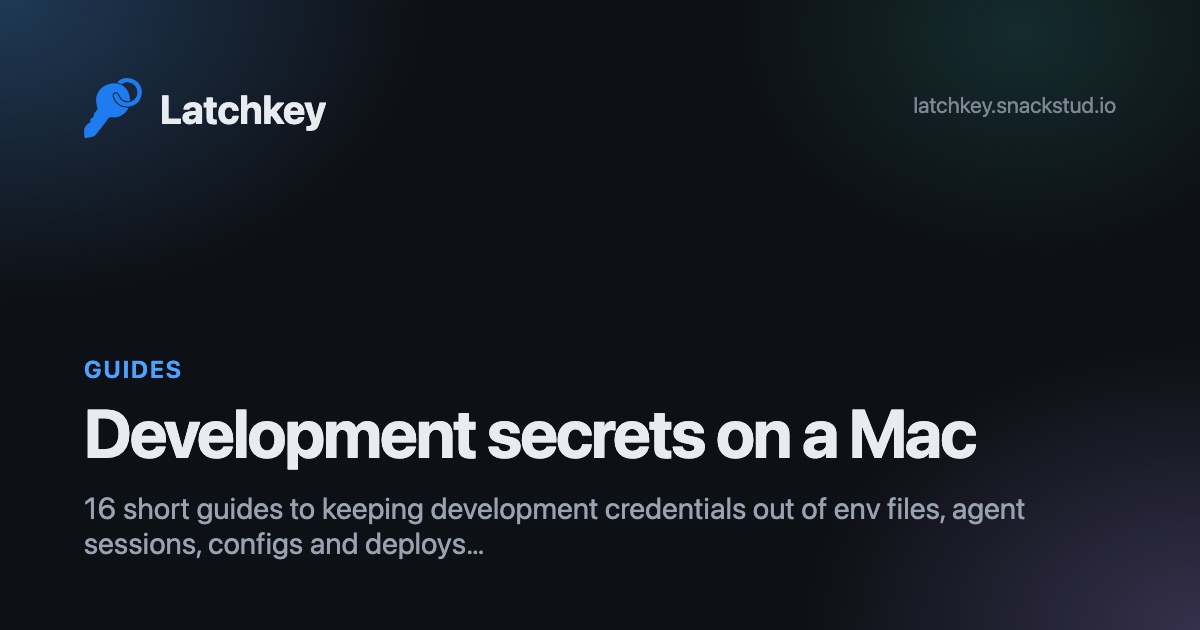 Latchkey
latchkey.snackstud.io
GUIDES
Development secrets on a Mac
16 short guides to keeping development credentials out of env files, agent
sessions, configs and deploys...